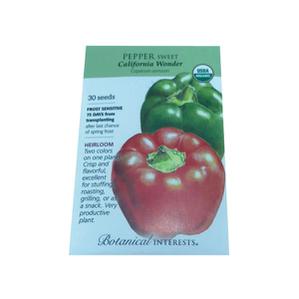 PEPPER SWEET
California Wonder
Capsicum annuum
USDA
ORGANIC
30 seeds
FROST SENSITIVE
75 DAYS from
transplanting
after last chance
of spring frost
HEIRLOOM
Two colors
on one plant
Crisp and
flavorful,
excellent
for stuffing,
roasting,
grilling, or as
a snack. Very
productive
plant.
Botanical INTERESTS®